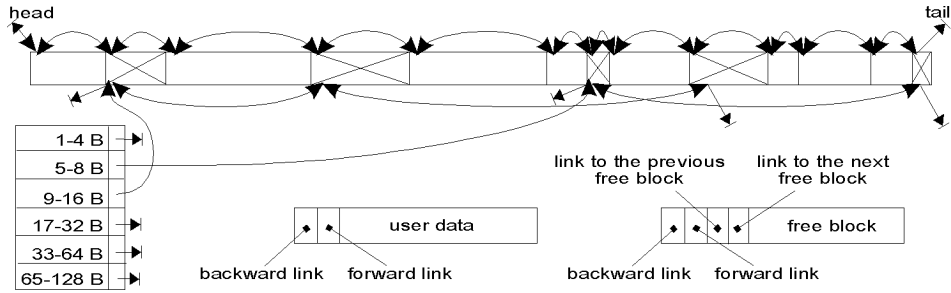 head
tail
1-4 B
5-8 B
9-16 B
17-32 B
33-64 B
65-128 B
user data
backward link
forward link
link to the previous
free block
link to the next
free block
free block
backward link
forward link